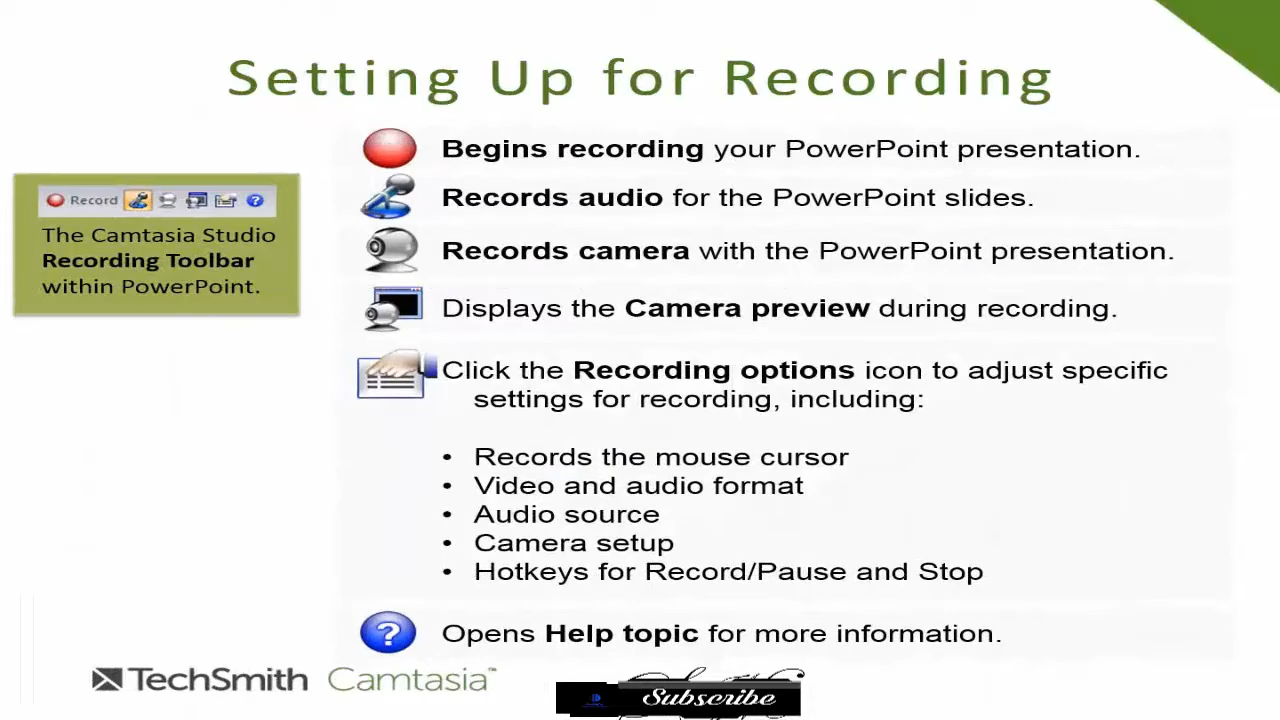 Setting Up for Recording
Record
The Camtasia Studio
Recording Toolbar
within PowerPoint.
Begins recording your PowerPoint presentation.
Records audio for the PowerPoint slides.
Records camera with the PowerPoint presentation.
Displays the Camera preview during recording.
Click the Recording options icon to adjust specific
settings for recording, including:
• Records the mouse cursor
• Video and audio format
• Audio source
• Camera setup
• Hotkeys for Record/Pause and Stop
Opens Help topic for more information.
TechSmith Camtasia™
Subscribe